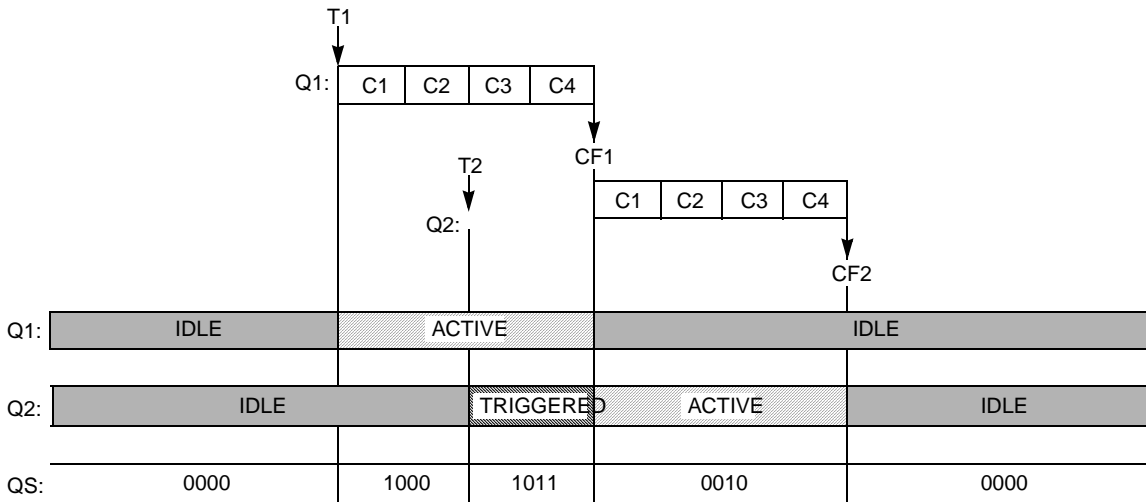 T1
Q1: C1 C2 C3 C4
CF1
T2
C1 C2 C3 C4
Q2:
CF2
Q1: IDLE ACTIVE IDLE
Q2: IDLE TRIGGERED ACTIVE IDLE
QS: 0000 1000 1011 0010 0000